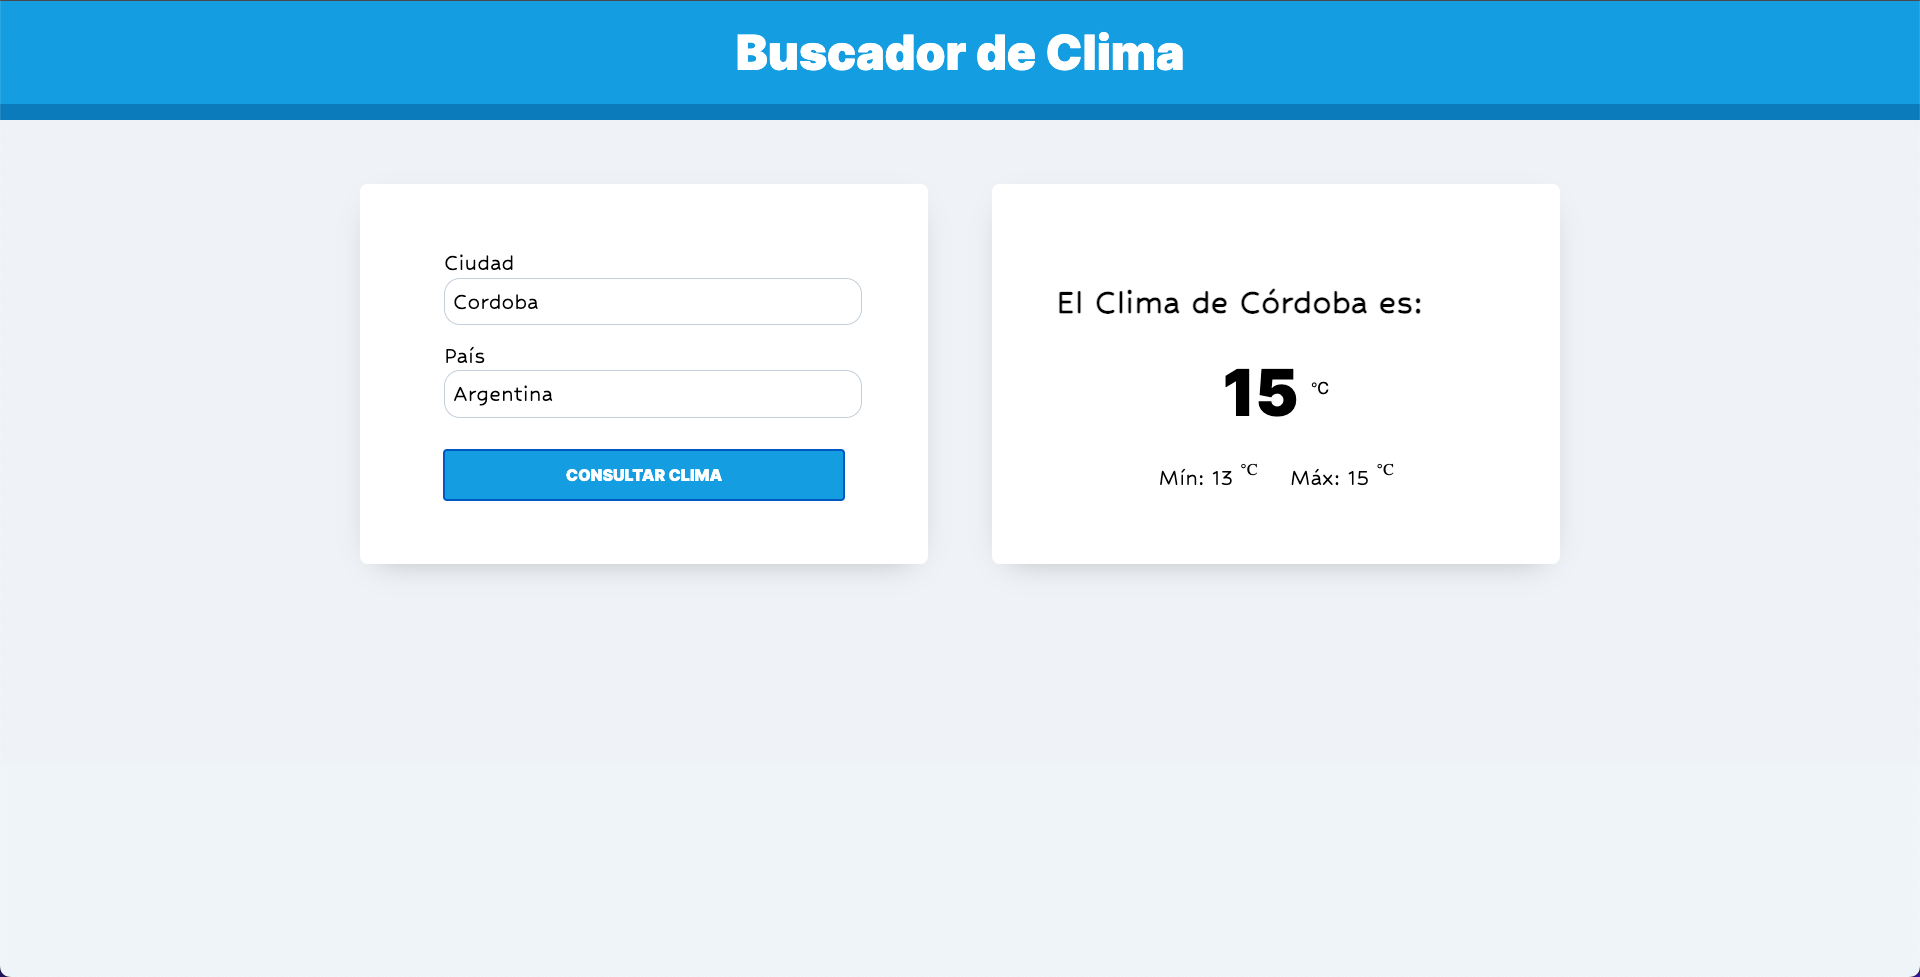 Buscador de Clima
Ciudad
Cordoba
País
Argentina
CONSULTAR CLIMA
El Clima de Córdoba es:
15 °C
Mín: 13 °C Máx: 15 °C